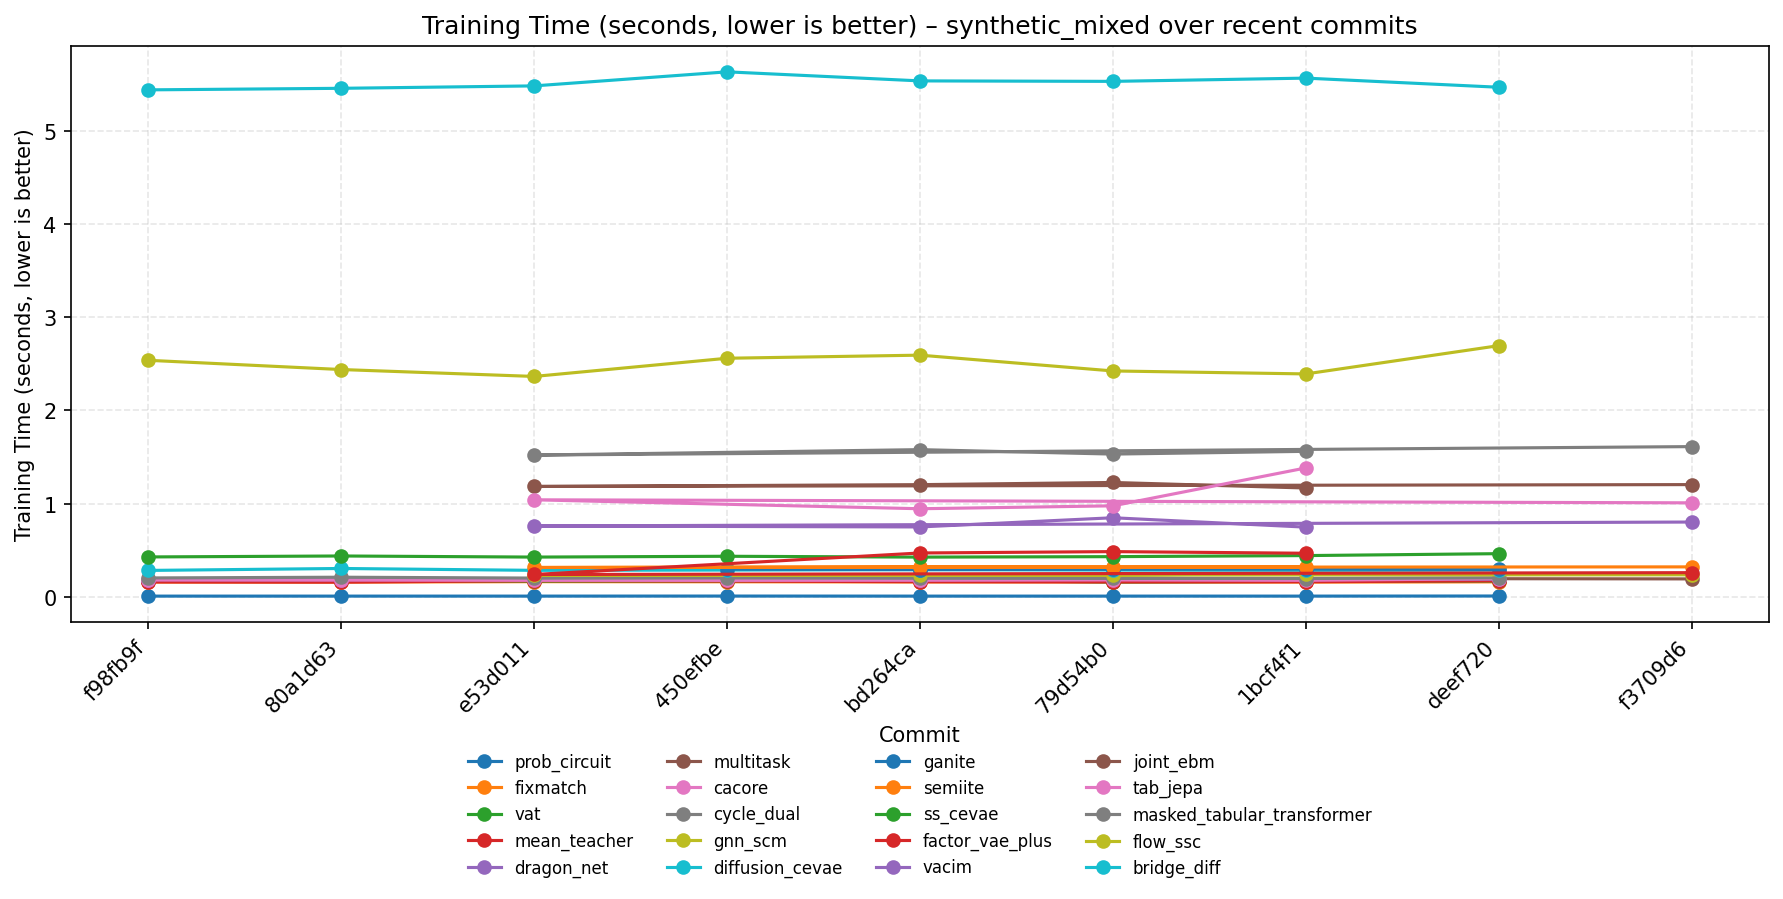 Training Time (seconds, lower is better) – synthetic_mixed over recent commits
Training Time (seconds, lower is better)
5
4
3
2
1
0
f98fb9f
80a1d63
e53d011
450efbe
bd264ca
79d54b0
1bcf4f1
deef720
f3709d6
Commit
prob_circuit
fixmatch
vat
mean_teacher
dragon_net
multitask
cacore
cycle_dual
gnn_scm
diffusion_cevae
ganite
semiite
ss_cevae
factor_vae_plus
vacim
joint_ebm
tab_jepa
masked_tabular_transformer
flow_ssc
bridge_diff